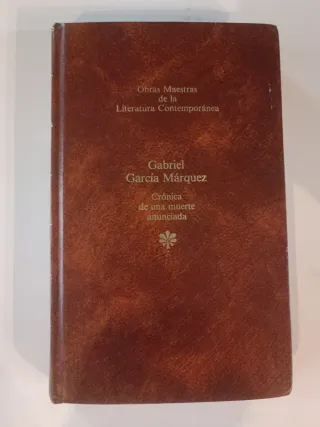 Obras Maestras
de la
Literatura Contemporánea
Gabriel
García Márquez
Crónica
de una muerte
anunciada